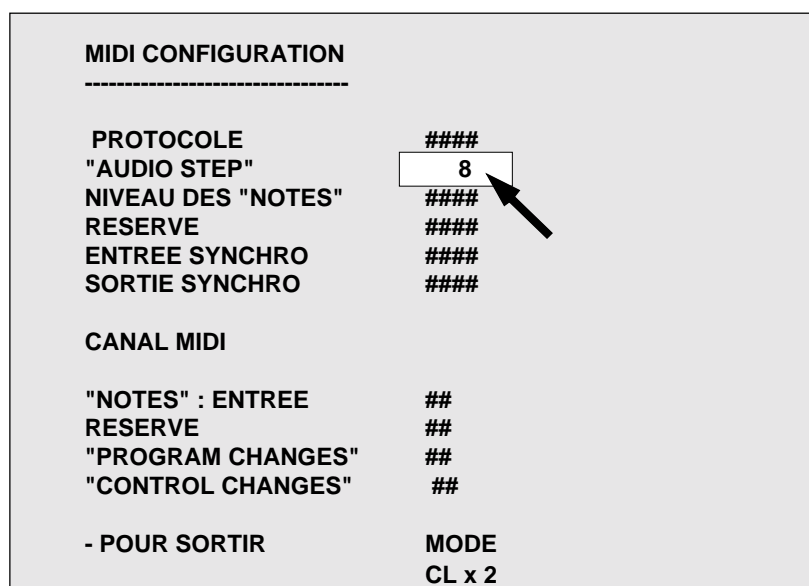 MIDI CONFIGURATION
---------------------------------
PROTOCOLE ####
"AUDIO STEP" 8
NIVEAU DES "NOTES" ####
RESERVE ####
ENTREE SYNCHRO ####
SORTIE SYNCHRO ####
CANAL MIDI
"NOTES" : ENTREE ##
RESERVE ##
"PROGRAM CHANGES" ##
"CONTROL CHANGES" ##
- POUR SORTIR MODE
CL x 2